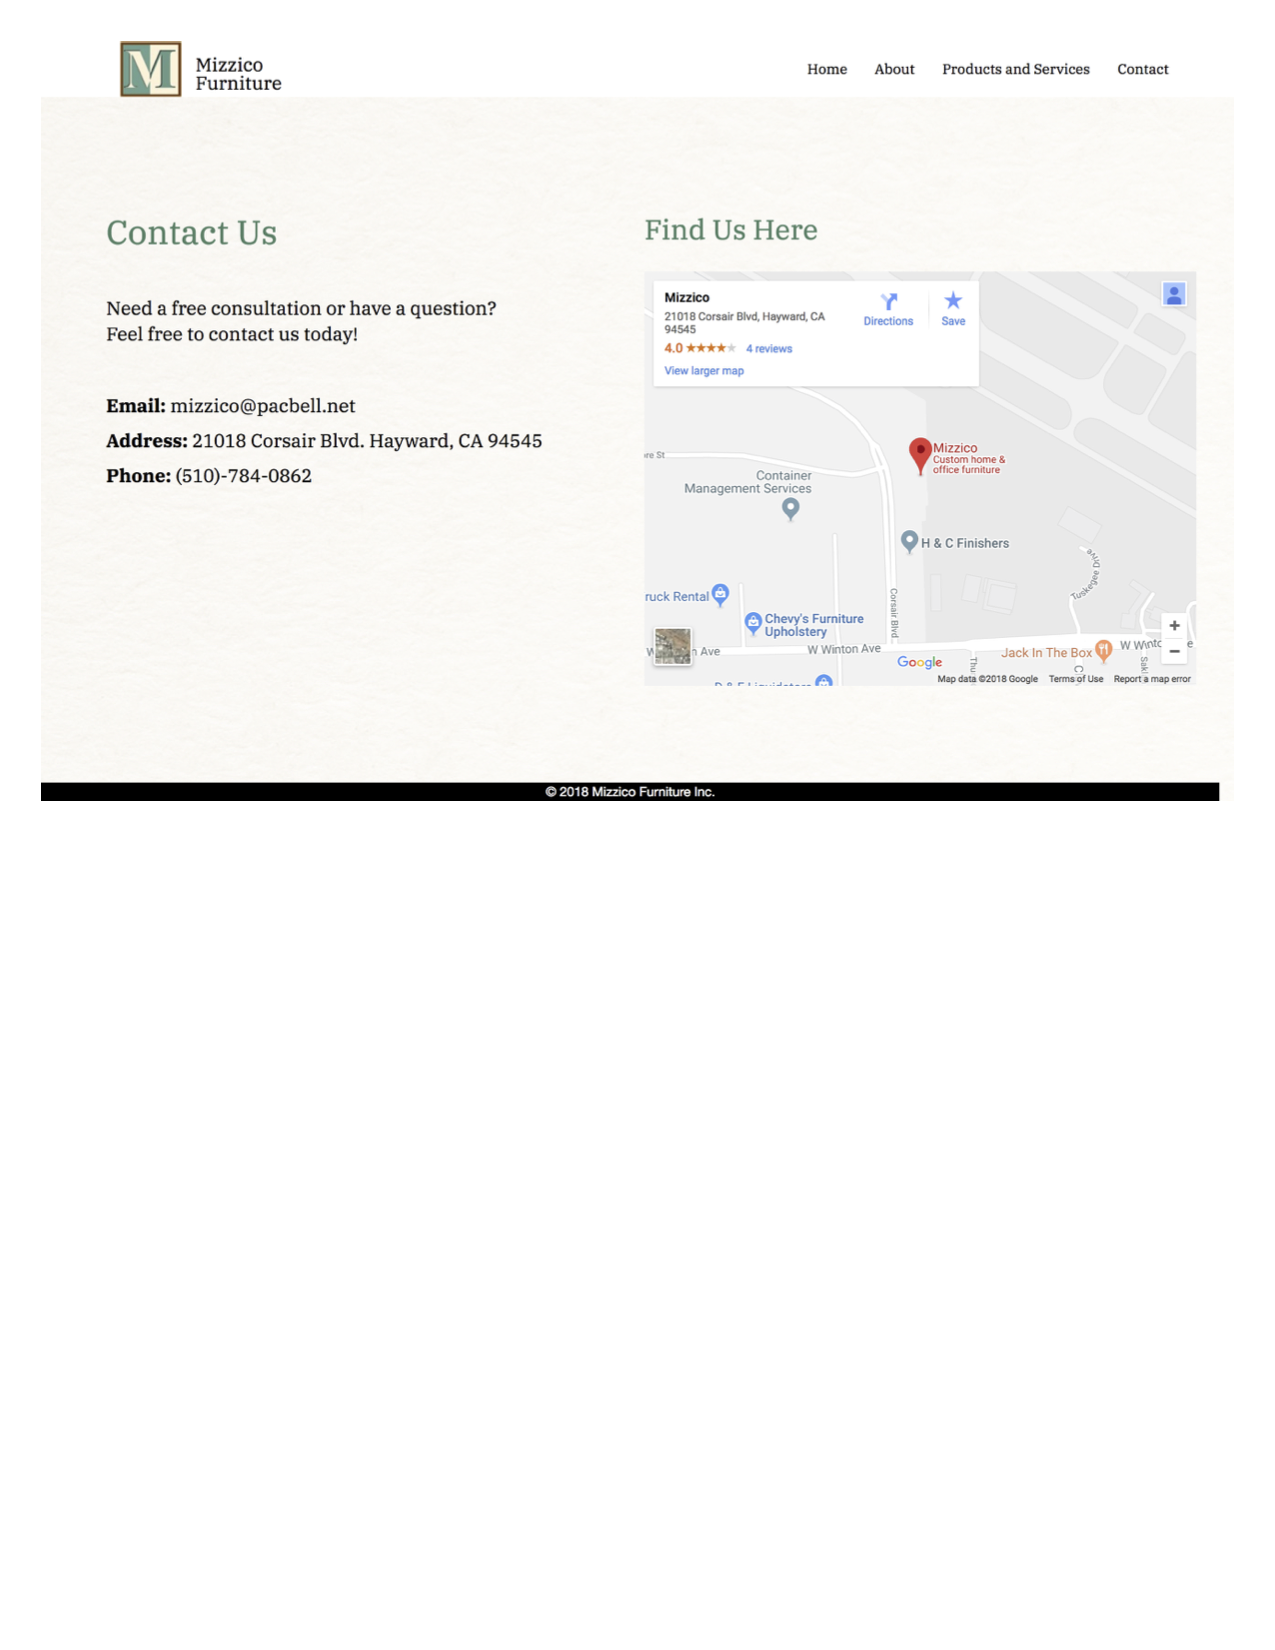 M
Mizzico
Furniture
Home About Products and Services Contact
Contact Us
Need a free consultation or have a question?
Feel free to contact us today!
Email: mizzico@pacbell.net
Address: 21018 Corsair Blvd. Hayward, CA 94545
Phone: (510)-784-0862
Find Us Here
Mizzico
21018 Corsair Blvd, Hayward, CA
94545
4.0 ★★★★★ 4 reviews
View larger map
Directions
Save
Mizzico
Custom home &
office furniture
re St
Container
Management Services
H & C Finishers
Tuskegee Drive
ruck Rental
Chevy's Furniture
Upholstery
Corsair Blvd
W
n Ave
W Winton Ave
Google
Jack In The Box
W Wint
e
+
−
Thu
C
Sak
Map data ©2018 Google Terms of Use Report a map error
© 2018 Mizzico Furniture Inc.